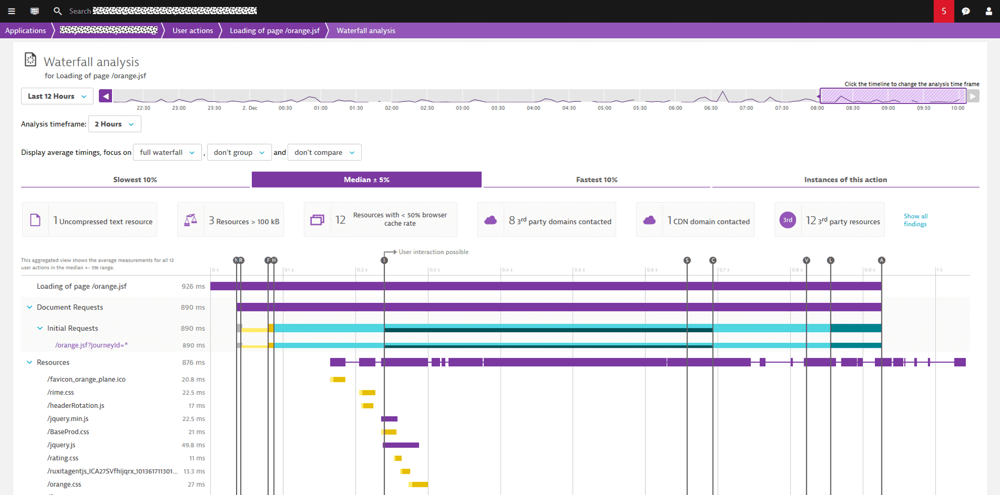 Search
5
Applications
User actions
Loading of page /orange.jsf
Waterfall analysis
Waterfall analysis
for Loading of page /orange.jsf
Click the timeline to change the analysis time frame
Last 12 Hours
22:30 23:00 23:30 2. Dec 00:30 01:00 01:30 02:00 02:30 03:00 03:30 04:00 04:30 05:00 05:30 06:00 06:30 07:00 07:30 08:00 08:30 09:00 09:30 10:00
Analysis timeframe: 2 Hours
Display average timings, focus on full waterfall , don't group and don't compare
Slowest 10% Median ± 5% Fastest 10% Instances of this action
1 Uncompressed text resource
3 Resources > 100 kB
12 Resources with < 50% browser
cache rate
8 3rd party domains contacted
1 CDN domain contacted
3rd 12 3rd party resources
Show all
findings
User interaction possible
This aggregated view shows the average measurements for all 12
user actions in the median +- 5% range.
N R F H I S C V L A
0 s 0.1 s 0.2 s 0.3 s 0.4 s 0.5 s 0.6 s 0.7 s 0.8 s 0.9 s 1 s
Loading of page /orange.jsf 926 ms
Document Requests 890 ms
Initial Requests 890 ms
/orange.jsf?journeyId=* 890 ms
Resources 876 ms
/favicon_orange_plane.ico 20.8 ms
/rime.css 22.5 ms
/headerRotation.js 17 ms
/jquery.min.js 22.5 ms
/BaseProd.css 21 ms
/jquery.js 49.8 ms
/rating.css 11 ms
/ruxitagentjs_ICA27SVfhijqrx_101361711301... 13.3 ms
/orange.css 27 ms